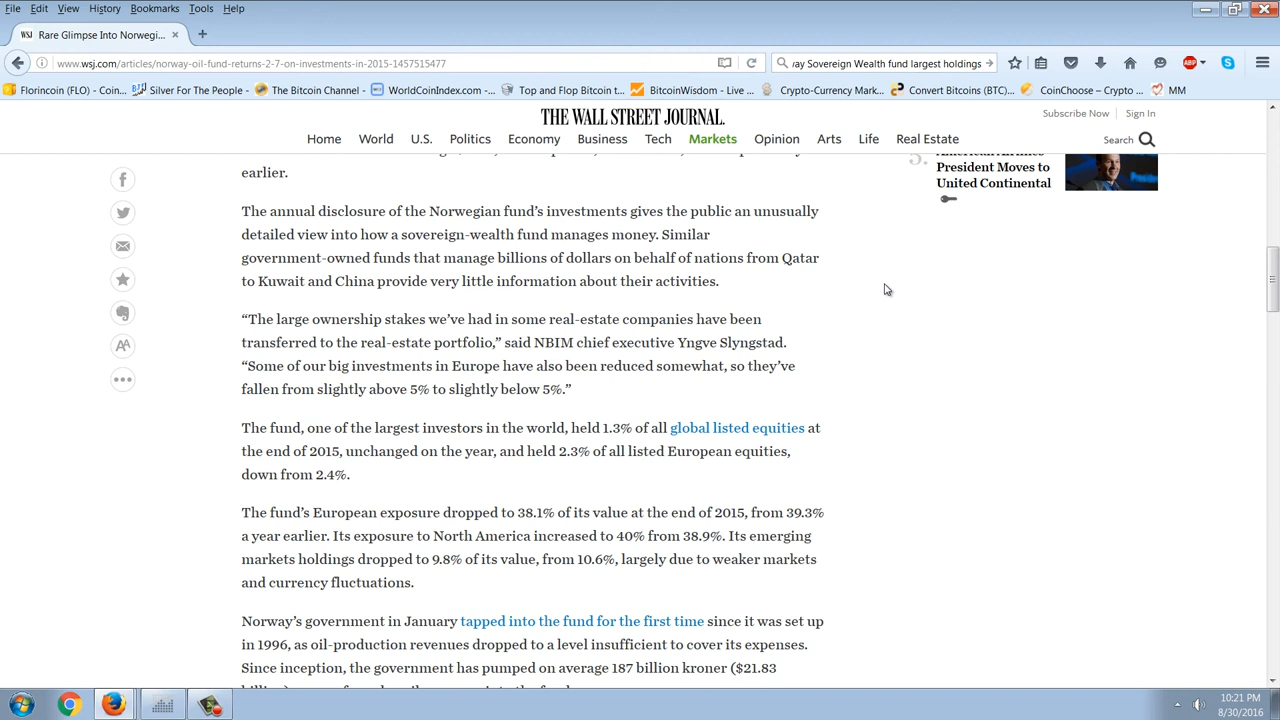 File Edit View History Bookmarks Tools Help
WSJ Rare Glimpse Into Norwegi... × +
www.wsj.com/articles/norway-oil-fund-returns-2-7-on-investments-in-2015-1457515477
ay Sovereign Wealth fund largest holdings
ABP
Florincoin (FLO) - Coin... Silver For The People - The Bitcoin Channel - WorldCoinIndex.com - Top and Flop Bitcoin t... BitcoinWisdom - Live ... Crypto-Currency Mark... Convert Bitcoins (BTC)... CoinChoose – Crypto ... MM
THE WALL STREET JOURNAL.
Subscribe Now | Sign In
Home World U.S. Politics Economy Business Tech Markets Opinion Arts Life Real Estate
Search
earlier.
5. American Airlines
President Moves to
United Continental
The annual disclosure of the Norwegian fund's investments gives the public an unusually
detailed view into how a sovereign-wealth fund manages money. Similar
government-owned funds that manage billions of dollars on behalf of nations from Qatar
to Kuwait and China provide very little information about their activities.
“The large ownership stakes we’ve had in some real-estate companies have been
transferred to the real-estate portfolio,” said NBIM chief executive Yngve Slyngstad.
“Some of our big investments in Europe have also been reduced somewhat, so they’ve
fallen from slightly above 5% to slightly below 5%.”
AA
The fund, one of the largest investors in the world, held 1.3% of all global listed equities at
the end of 2015, unchanged on the year, and held 2.3% of all listed European equities,
down from 2.4%.
The fund’s European exposure dropped to 38.1% of its value at the end of 2015, from 39.3%
a year earlier. Its exposure to North America increased to 40% from 38.9%. Its emerging
markets holdings dropped to 9.8% of its value, from 10.6%, largely due to weaker markets
and currency fluctuations.
Norway’s government in January tapped into the fund for the first time since it was set up
in 1996, as oil-production revenues dropped to a level insufficient to cover its expenses.
Since inception, the government has pumped on average 187 billion kroner ($21.83
10:21 PM
8/30/2016